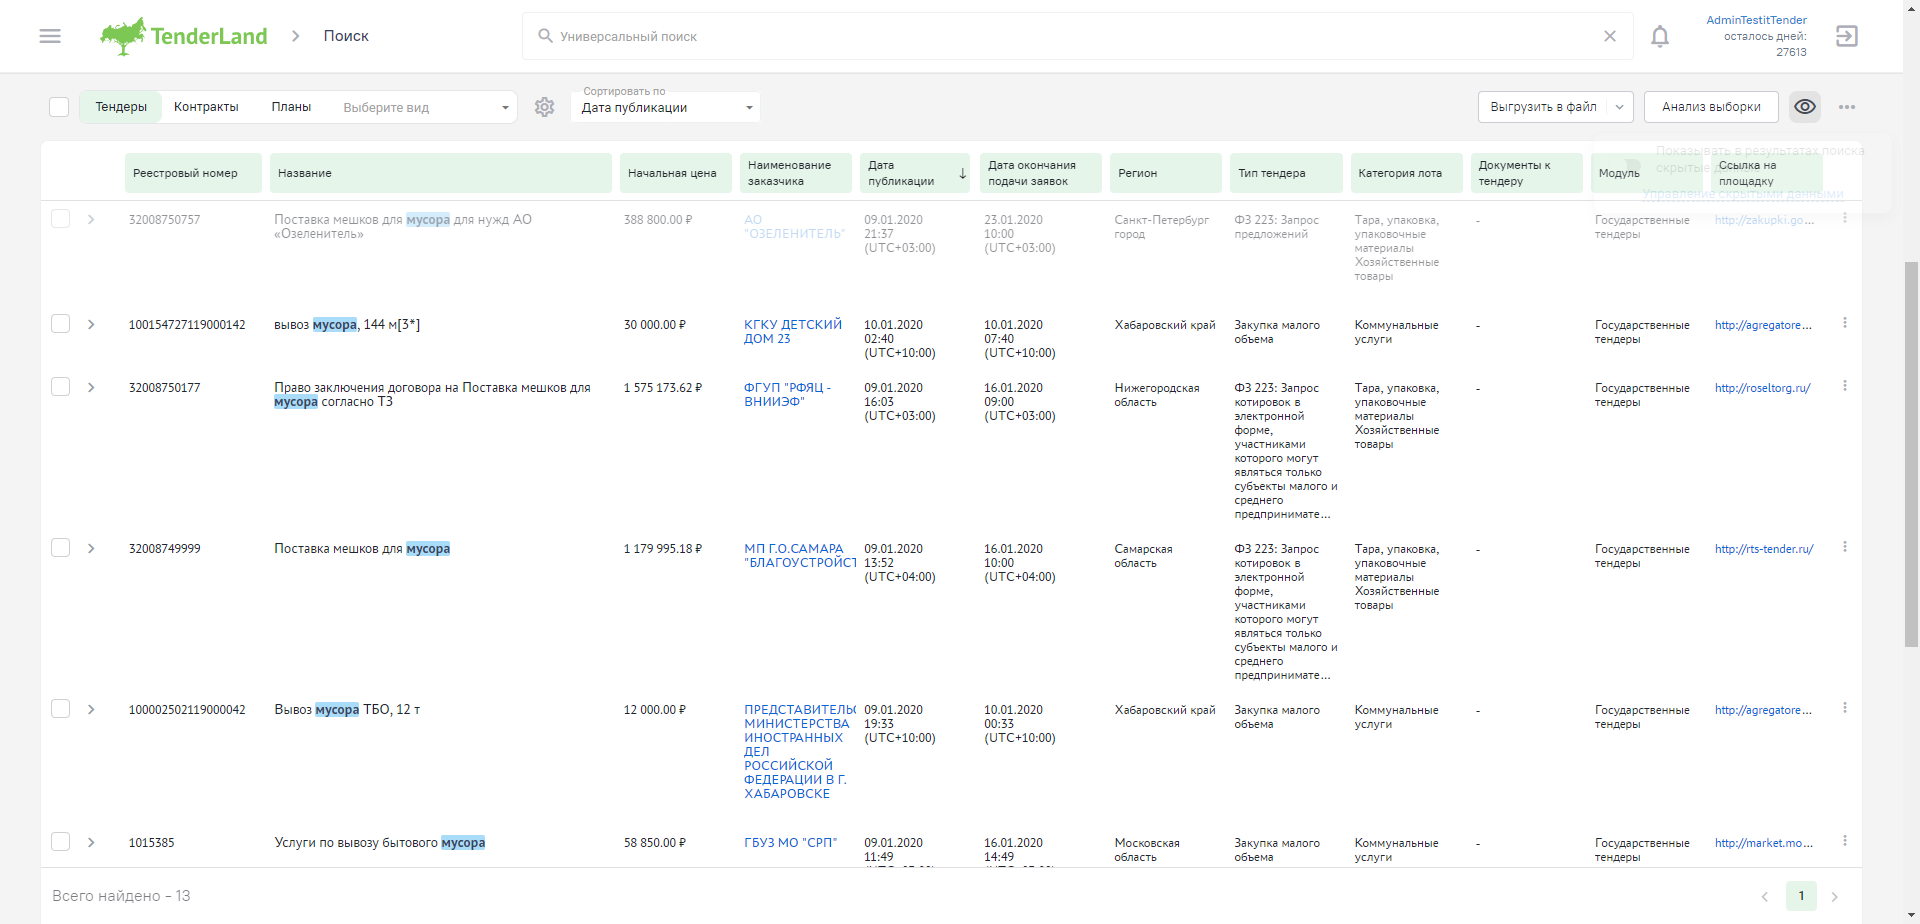 TenderLand
Поиск
Универсальный поиск
AdminTestitTender
осталось дней:
27613
Тендеры
Контракты
Планы
Выберите вид
Сортировать по
Дата публикации
Выгрузить в файл
Анализ выборки
Показывать в результатах поиска
скрытые данные
Управление скрытыми данными
Реестровый номер
Название
Начальная цена
Наименование
заказчика
Дата
публикации
Дата окончания
подачи заявок
Регион
Тип тендера
Категория лота
Документы к
тендеру
Модуль
Ссылка на
площадку
32008750757
Поставка мешков для мусора для нужд АО
«Озеленитель»
388 800.00 ₽
АО
"ОЗЕЛЕНИТЕЛЬ"
09.01.2020
21:37
(UTC+03:00)
23.01.2020
10:00
(UTC+03:00)
Санкт-Петербург
город
ФЗ 223: Запрос
предложений
Тара, упаковка,
упаковочные
материалы
Хозяйственные
товары
-
Государственные
тендеры
http://zakupki.go...
100154727119000142
вывоз мусора, 144 м[3*]
30 000.00 ₽
КГКУ ДЕТСКИЙ
ДОМ 23
10.01.2020
02:40
(UTC+10:00)
10.01.2020
07:40
(UTC+10:00)
Хабаровский край
Закупка малого
объема
Коммунальные
услуги
-
Государственные
тендеры
http://agregatore...
32008750177
Право заключения договора на Поставка мешков для
мусора согласно ТЗ
1 575 173.62 ₽
ФГУП "РФЯЦ -
ВНИИЭФ"
09.01.2020
16:03
(UTC+03:00)
16.01.2020
09:00
(UTC+03:00)
Нижегородская
область
ФЗ 223: Запрос
котировок в
электронной
форме,
участниками
которого могут
являться только
субъекты малого и
среднего
предпринимате...
Тара, упаковка,
упаковочные
материалы
Хозяйственные
товары
-
Государственные
тендеры
http://roseltorg.ru/
32008749999
Поставка мешков для мусора
1 179 995.18 ₽
МП Г.О.САМАРА
"БЛАГОУСТРОЙСТ
09.01.2020
13:52
(UTC+04:00)
16.01.2020
10:00
(UTC+04:00)
Самарская
область
ФЗ 223: Запрос
котировок в
электронной
форме,
участниками
которого могут
являться только
субъекты малого и
среднего
предпринимате...
Тара, упаковка,
упаковочные
материалы
Хозяйственные
товары
-
Государственные
тендеры
http://rts-tender.ru/
100002502119000042
Вывоз мусора ТБО, 12 т
12 000.00 ₽
ПРЕДСТАВИТЕЛЬС
МИНИСТЕРСТВА
ИНОСТРАННЫХ
ДЕЛ
РОССИЙСКОЙ
ФЕДЕРАЦИИ В Г.
ХАБАРОВСКЕ
09.01.2020
19:33
(UTC+10:00)
10.01.2020
00:33
(UTC+10:00)
Хабаровский край
Закупка малого
объема
Коммунальные
услуги
-
Государственные
тендеры
http://agregatore...
1015385
Услуги по вывозу бытового мусора
58 850.00 ₽
ГБУЗ МО "СРП"
09.01.2020
11:49
16.01.2020
14:49
Московская
область
Закупка малого
объема
Коммунальные
услуги
-
Государственные
тендеры
http://market.mo...
Всего найдено - 13
1